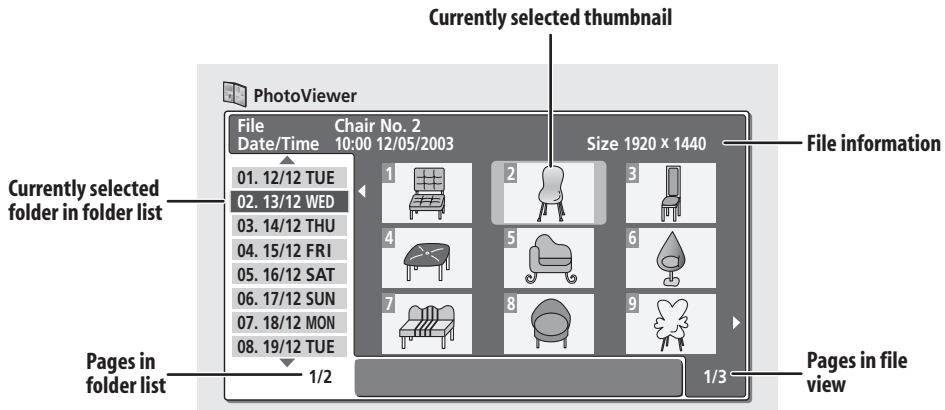 Currently selected thumbnail
PhotoViewer
File Chair No. 2
Date/Time 10:00 12/05/2003 Size 1920 x 1440
File information
Currently selected
folder in folder list
01. 12/12 TUE
02. 13/12 WED
03. 14/12 THU
04. 15/12 FRI
05. 16/12 SAT
06. 17/12 SUN
07. 18/12 MON
08. 19/12 TUE
1 2 3
4 5 6
7 8 9
Pages in
folder list
1/2
1/3
Pages in file
view